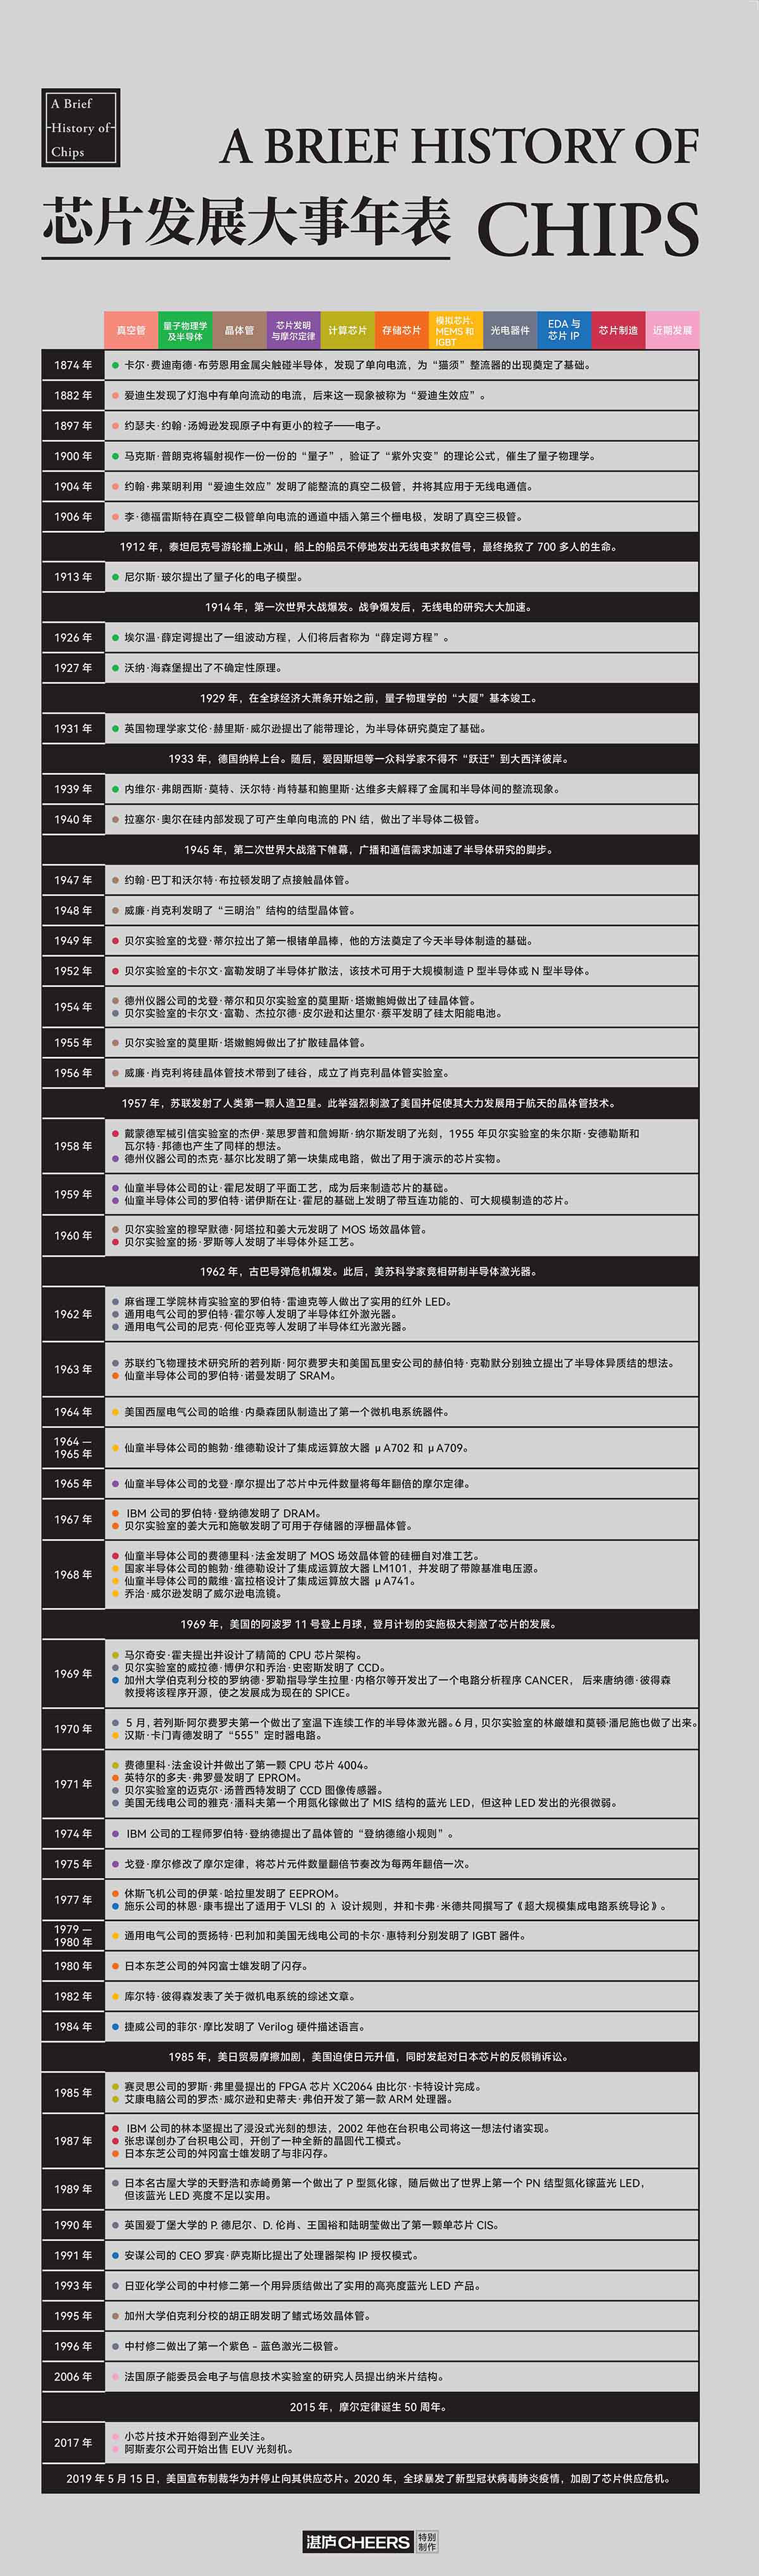 A Brief
History of
Chips
A BRIEF HISTORY OF
芯片发展大事年表 CHIPS
真空管
量子物理学
及半导体
晶体管
芯片发明
与摩尔定律
计算芯片
存储芯片
模拟芯片、
MEMS 和
IGBT
光电器件
EDA 与
芯片 IP
芯片制造
近期发展
1874 年
卡尔·费迪南德·布劳恩用金属尖触碰半导体，发现了单向电流，为“猫须”整流器的出现奠定了基础。
1882 年
爱迪生发现了灯泡中有单向流动的电流，后来这一现象被称为“爱迪生效应”。
1897 年
约瑟夫·约翰·汤姆逊发现原子中有更小的粒子——电子。
1900 年
马克斯·普朗克将辐射视作一份一份的“量子”，验证了“紫外灾变”的理论公式，催生了量子物理学。
1904 年
约翰·弗莱明利用“爱迪生效应”发明了能整流的真空二极管，并将其应用于无线电通信。
1906 年
李·德福雷斯特在真空二极管单向电流的通道中插入第三个栅电极，发明了真空三极管。
1912 年，泰坦尼克号游轮撞上冰山，船上的船员不停地发出无线电求救信号，最终挽救了 700 多人的生命。
1913 年
尼尔斯·玻尔提出了量子化的电子模型。
1914 年，第一次世界大战爆发。战争爆发后，无线电的研究大大加速。
1926 年
埃尔温·薛定谔提出了一组波动方程，人们将后者称为“薛定谔方程”。
1927 年
沃纳·海森堡提出了不确定性原理。
1929 年，在全球经济大萧条开始之前，量子物理学的“大厦”基本竣工。
1931 年
英国物理学家艾伦·赫里斯·威尔逊提出了能带理论，为半导体研究奠定了基础。
1933 年，德国纳粹上台。随后，爱因斯坦等一众科学家不得不“跃迁”到大西洋彼岸。
1939 年
内维尔·弗朗西斯·莫特、沃尔特·肖特基和鲍里斯·达维多夫解释了金属和半导体间的整流现象。
1940 年
拉塞尔·奥尔在硅内部发现了可产生单向电流的 PN 结，做出了半导体二极管。
1945 年，第二次世界大战落下帷幕，广播和通信需求加速了半导体研究的脚步。
1947 年
约翰·巴丁和沃尔特·布拉顿发明了点接触晶体管。
1948 年
威廉·肖克利发明了“三明治”结构的结型晶体管。
1949 年
贝尔实验室的戈登·蒂尔拉出了第一根锗单晶棒，他的方法奠定了今天半导体制造的基础。
1952 年
贝尔实验室的卡尔文·富勒发明了半导体扩散法，该技术可用于大规模制造 P 型半导体或 N 型半导体。
1954 年
德州仪器公司的戈登·蒂尔和贝尔实验室的莫里斯·塔嫩鲍姆做出了硅晶体管。
贝尔实验室的卡尔文·富勒、杰拉尔德·皮尔逊和达里尔·蔡平发明了硅太阳能电池。
1955 年
贝尔实验室的莫里斯·塔嫩鲍姆做出了扩散硅晶体管。
1956 年
威廉·肖克利将硅晶体管技术带到了硅谷，成立了肖克利晶体管实验室。
1957 年，苏联发射了人类第一颗人造卫星。此举强烈刺激了美国并促使其大力发展用于航天的晶体管技术。
1958 年
戴蒙德军械引信实验室的杰伊·莱思罗普和詹姆斯·纳尔斯发明了光刻，1955 年贝尔实验室的朱尔斯·安德勒斯和
瓦尔特·邦德也产生了同样的想法。
德州仪器公司的杰克·基尔比发明了第一块集成电路，做出了用于演示的芯片实物。
1959 年
仙童半导体公司的让·霍尼发明了平面工艺，成为后来制造芯片的基础。
仙童半导体公司的罗伯特·诺伊斯在让·霍尼的基础上发明了带互连功能的、可大规模制造的芯片。
1960 年
贝尔实验室的穆罕默德·阿塔拉和姜大元发明了 MOS 场效晶体管。
贝尔实验室的扬·罗斯等人发明了半导体外延工艺。
1962 年，古巴导弹危机爆发。此后，美苏科学家竞相研制半导体激光器。
1962 年
麻省理工学院林肯实验室的罗伯特·雷迪克等人做出了实用的红外 LED。
通用电气公司的罗伯特·霍尔等人发明了半导体红外激光器。
通用电气公司的尼克·何伦亚克等人发明了半导体红光激光器。
1963 年
苏联约飞物理技术研究所的若列斯·阿尔费罗夫和美国瓦里安公司的赫伯特·克勒默分别独立提出了半导体异质结的想法。
仙童半导体公司的罗伯特·诺曼发明了 SRAM。
1964 年
美国西屋电气公司的哈维·内桑森团队制造出了第一个微机电系统器件。
1964 —
1965 年
仙童半导体公司的鲍勃·维德勒设计了集成运算放大器 μA702 和 μA709。
1965 年
仙童半导体公司的戈登·摩尔提出了芯片中元件数量将每年翻倍的摩尔定律。
1967 年
IBM 公司的罗伯特·登纳德发明了 DRAM。
贝尔实验室的姜大元和施敏发明了可用于存储器的浮栅晶体管。
1968 年
仙童半导体公司的费德里科·法金发明了 MOS 场效晶体管的硅栅自对准工艺。
国家半导体公司的鲍勃·维德勒设计了集成运算放大器 LM101，并发明了带隙基准电压源。
仙童半导体公司的戴维·富拉格设计了集成运算放大器 μA741。
乔治·威尔逊发明了威尔逊电流镜。
1969 年，美国的阿波罗 11 号登上月球，登月计划的实施极大刺激了芯片的发展。
1969 年
马尔奇安·霍夫提出并设计了精简的 CPU 芯片架构。
贝尔实验室的威拉德·博伊尔和乔治·史密斯发明了 CCD。
加州大学伯克利分校的罗纳德·罗勒指导学生拉里·内格尔等开发出了一个电路分析程序 CANCER， 后来唐纳德·彼得森
教授将该程序开源，使之发展成为现在的 SPICE。
1970 年
5 月，若列斯·阿尔费罗夫第一个做出了室温下连续工作的半导体激光器。6 月，贝尔实验室的林厳雄和莫顿·潘尼施也做了出来。
汉斯·卡门青德发明了“555”定时器电路。
1971 年
费德里科·法金设计并做出了第一颗 CPU 芯片 4004。
英特尔的多夫·弗罗曼发明了 EPROM。
贝尔实验室的迈克尔·汤普西特发明了 CCD 图像传感器。
美国无线电公司的雅克·潘科夫第一个用氮化镓做出了 MIS 结构的蓝光 LED，但这种 LED 发出的光很微弱。
1974 年
IBM 公司的工程师罗伯特·登纳德提出了晶体管的“登纳德缩小规则”。
1975 年
戈登·摩尔修改了摩尔定律，将芯片元件数量翻倍节奏改为每两年翻倍一次。
1977 年
休斯飞机公司的伊莱·哈拉里发明了 EEPROM。
施乐公司的林恩·康韦提出了适用于 VLSI 的 λ 设计规则，并和卡弗·米德共同撰写了《超大规模集成电路系统导论》。
1979 —
1980 年
通用电气公司的贾扬特·巴利加和美国无线电公司的卡尔·惠特利分别发明了 IGBT 器件。
1980 年
日本东芝公司的舛冈富士雄发明了闪存。
1982 年
库尔特·彼得森发表了关于微机电系统的综述文章。
1984 年
捷威公司的菲尔·摩比发明了 Verilog 硬件描述语言。
1985 年，美日贸易摩擦加剧，美国迫使日元升值，同时发起对日本芯片的反倾销诉讼。
1985 年
赛灵思公司的罗斯·弗里曼提出的 FPGA 芯片 XC2064 由比尔·卡特设计完成。
艾康电脑公司的罗杰·威尔逊和史蒂夫·弗伯开发了第一款 ARM 处理器。
1987 年
IBM 公司的林本坚提出了浸没式光刻的想法，2002 年他在台积电公司将这一想法付诸实现。
张忠谋创办了台积电公司，开创了一种全新的晶圆代工模式。
日本东芝公司的舛冈富士雄发明了与非闪存。
1989 年
日本名古屋大学的天野浩和赤崎勇第一个做出了 P 型氮化镓，随后做出了世界上第一个 PN 结型氮化镓蓝光 LED，
但该蓝光 LED 亮度不足以实用。
1990 年
英国爱丁堡大学的 P. 德尼尔、D. 伦肖、王国裕和陆明莹做出了第一颗单芯片 CIS。
1991 年
安谋公司的 CEO 罗宾·萨克斯比提出了处理器架构 IP 授权模式。
1993 年
日亚化学公司的中村修二第一个用异质结做出了实用的高亮度蓝光 LED 产品。
1995 年
加州大学伯克利分校的胡正明发明了鳍式场效晶体管。
1996 年
中村修二做出了第一个紫色 - 蓝色激光二极管。
2006 年
法国原子能委员会电子与信息技术实验室的研究人员提出纳米片结构。
2015 年，摩尔定律诞生 50 周年。
2017 年
小芯片技术开始得到产业关注。
阿斯麦尔公司开始出售 EUV 光刻机。
2019 年 5 月 15 日，美国宣布制裁华为并停止向其供应芯片。2020 年，全球暴发了新型冠状病毒肺炎疫情，加剧了芯片供应危机。
湛庐CHEERS
特别
制作